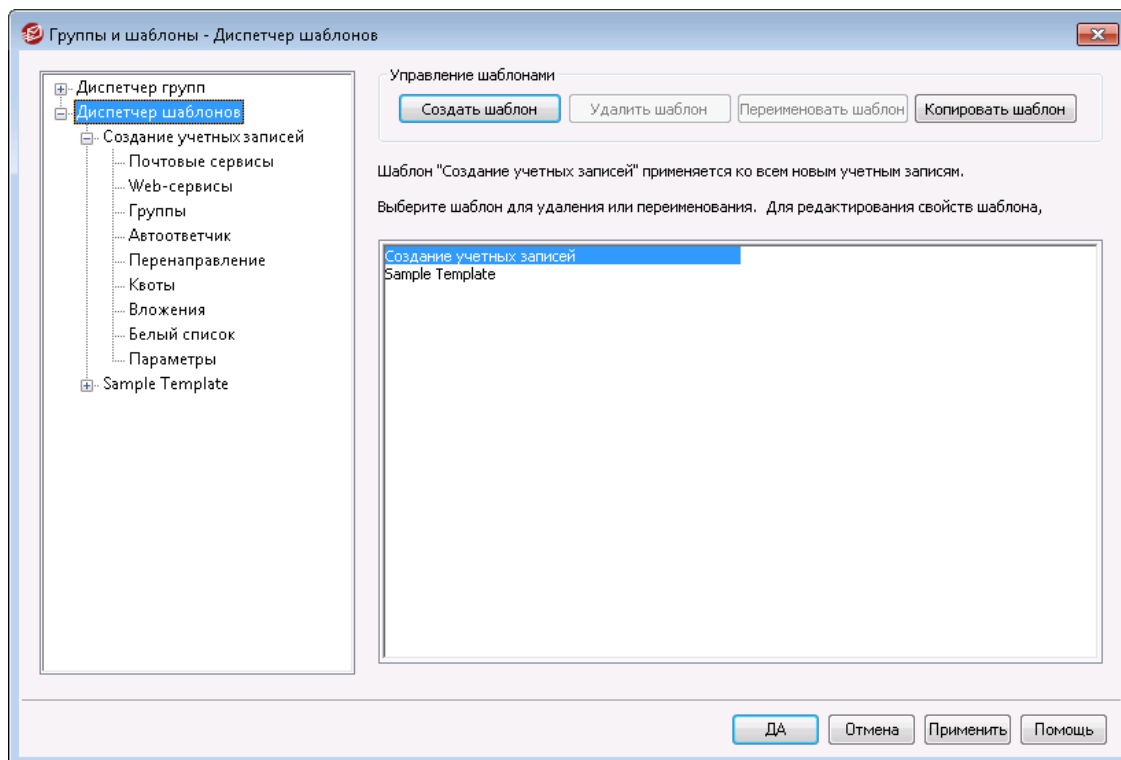 Группы и шаблоны - Диспетчер шаблонов
Диспетчер групп
Диспетчер шаблонов
Создание учетных записей
Почтовые сервисы
Web-сервисы
Группы
Автоответчик
Перенаправление
Квоты
Вложения
Белый список
Параметры
Sample Template
Управление шаблонами
Создать шаблон
Удалить шаблон
Переименовать шаблон
Копировать шаблон
Шаблон "Создание учетных записей" применяется ко всем новым учетным записям.
Выберите шаблон для удаления или переименования. Для редактирования свойств шаблона,
Создание учетных записей
Sample Template
ДА
Отмена
Применить
Помощь